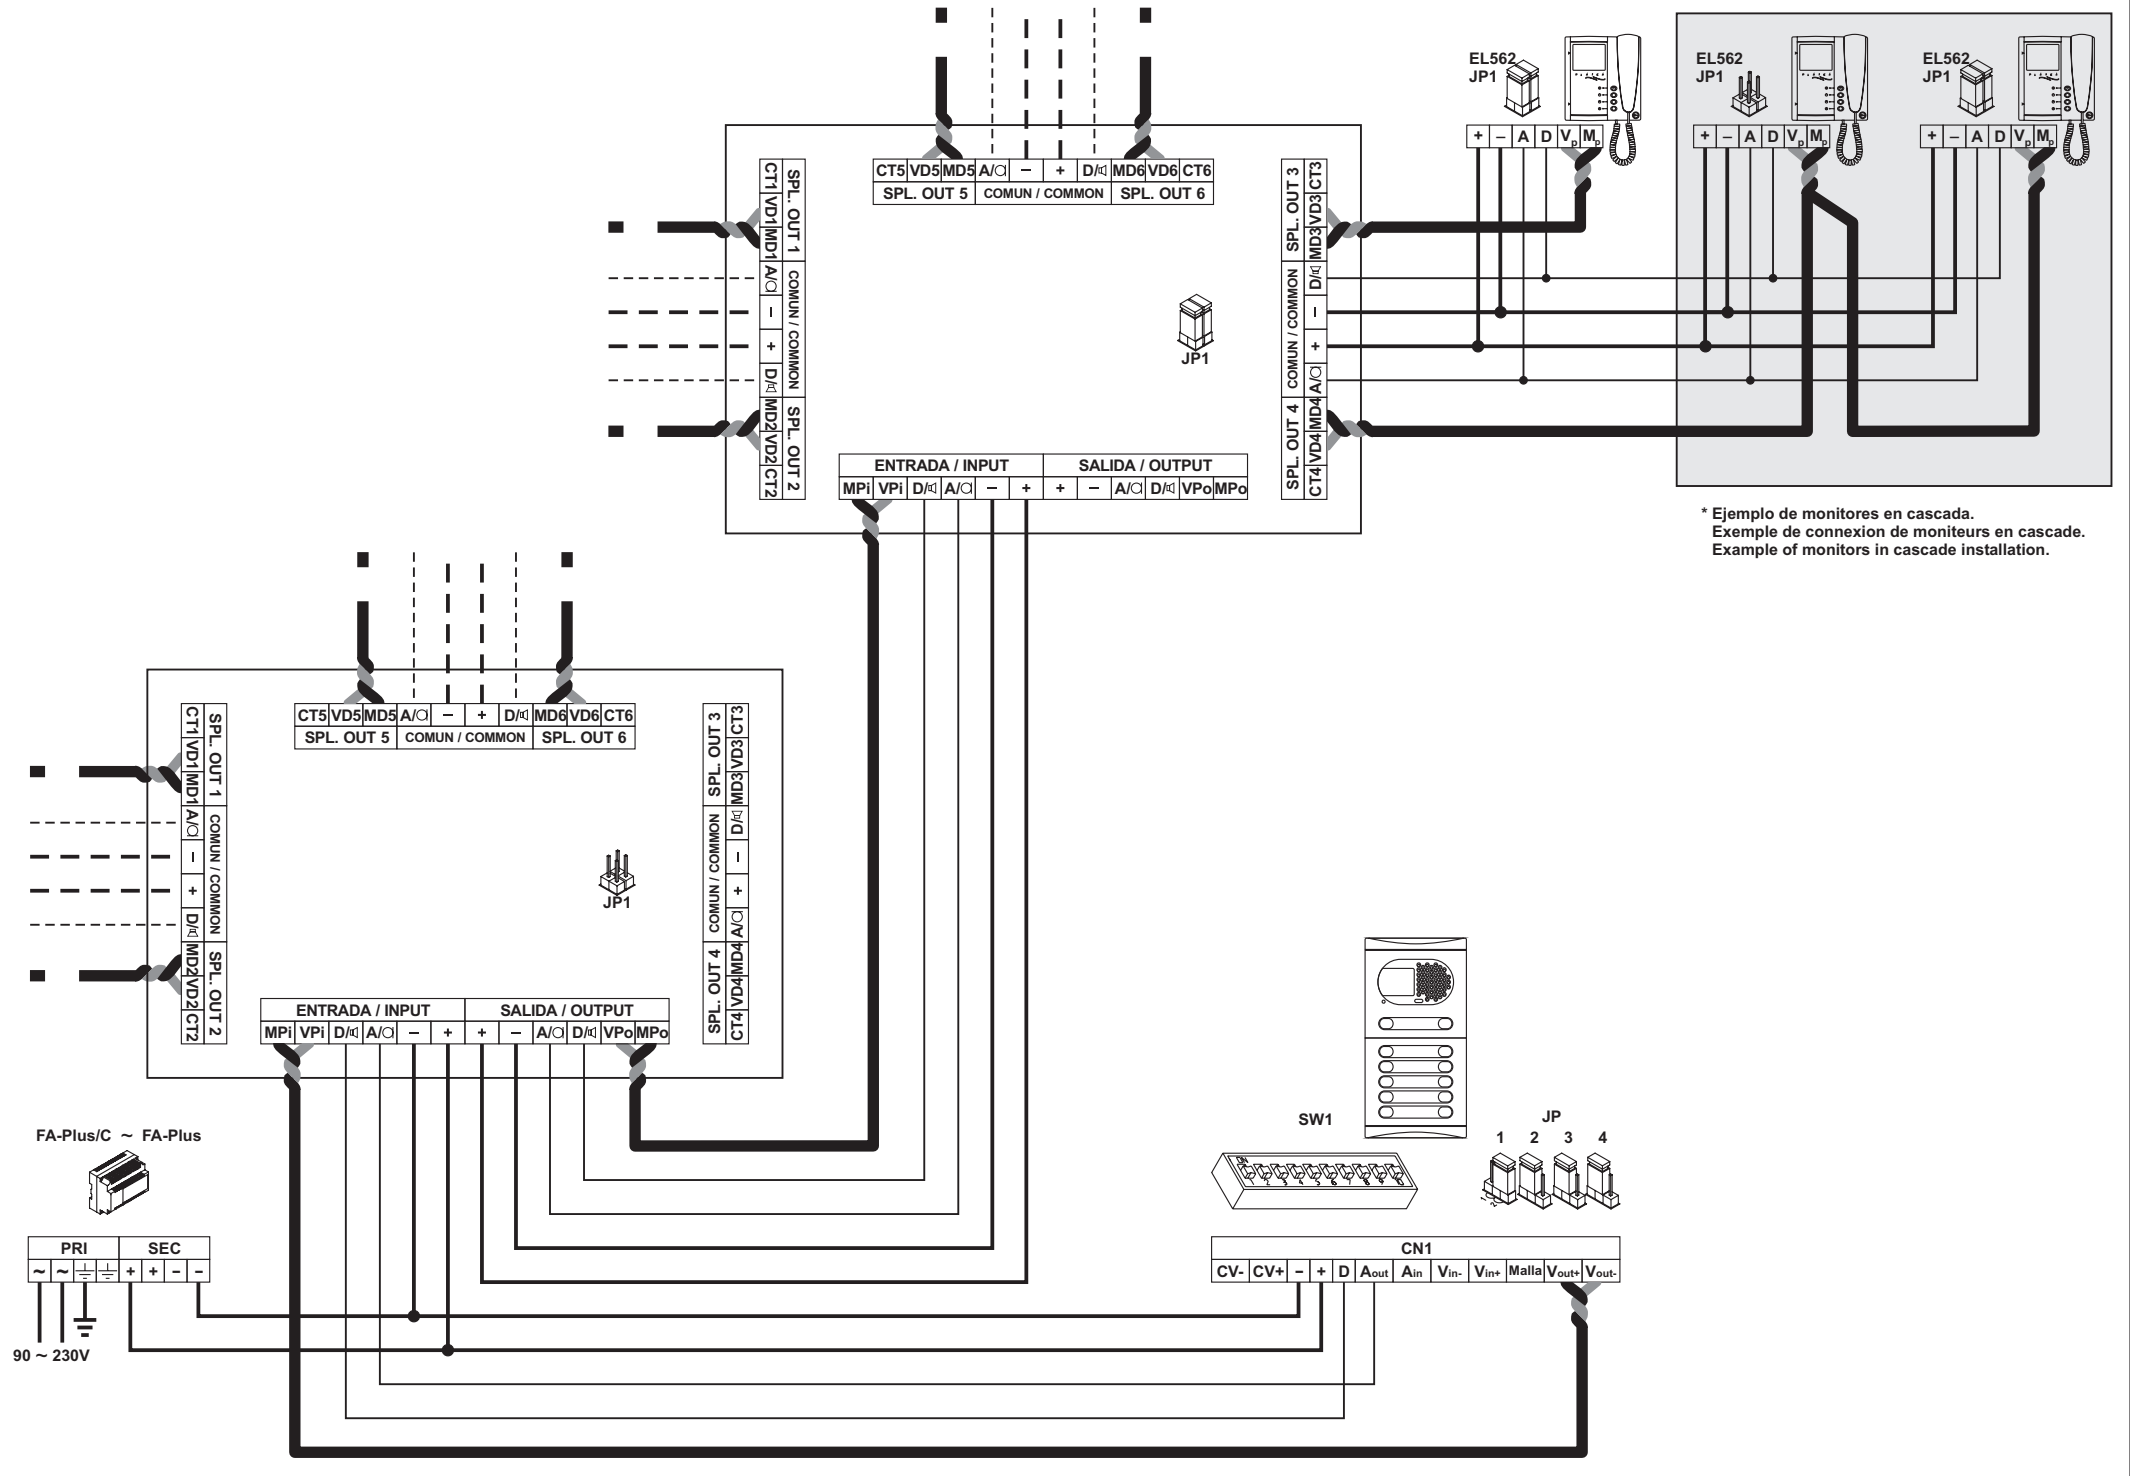 EL562
JP1
EL562
JP1
EL562
JP1
+ – A D Vp Mp
+ – A D Vp Mp
+ – A D Vp Mp
CT5 VD5 MD5 A/ – + D/ MD6 VD6 CT6
SPL. OUT 5 COMUN / COMMON SPL. OUT 6
CT1 VD1 MD1 A/ – + D/ MD2 VD2 CT2
SPL. OUT 1 COMUN / COMMON SPL. OUT 2
JP1
SPL. OUT 4 COMUN / COMMON SPL. OUT 3
CT4 VD4 MD4 A/ + – D/ MD3 VD3 CT3
ENTRADA / INPUT SALIDA / OUTPUT
MPi VPi D/ A/ – + + – A/ D/ VPo MPo
* Ejemplo de monitores en cascada.
Exemple de connexion de moniteurs en cascade.
Example of monitors in cascade installation.
CT5 VD5 MD5 A/ – + D/ MD6 VD6 CT6
SPL. OUT 5 COMUN / COMMON SPL. OUT 6
CT1 VD1 MD1 A/ – + D/ MD2 VD2 CT2
SPL. OUT 1 COMUN / COMMON SPL. OUT 2
JP1
SPL. OUT 4 COMUN / COMMON SPL. OUT 3
CT4 VD4 MD4 A/ + – D/ MD3 VD3 CT3
ENTRADA / INPUT SALIDA / OUTPUT
MPi VPi D/ A/ – + + – A/ D/ VPo MPo
FA-Plus/C ~ FA-Plus
PRI SEC
~ ~ + + – –
90 ~ 230V
SW1
JP
1 2 3 4
CN1
CV- CV+ – + D Aout Ain Vin- Vin+ Malla Vout+ Vout-